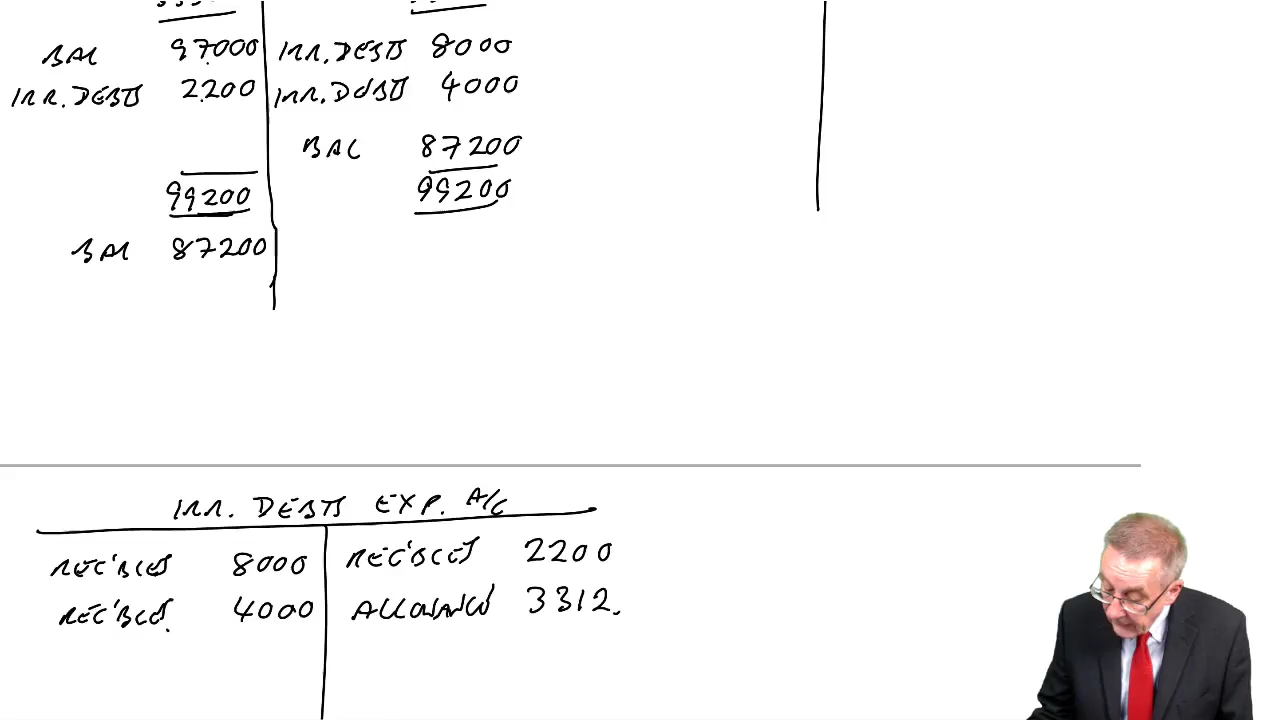 BAL 97000 IRR. DEBTS 8000
IRR. DEBTS 2200 IRR. DEBTS 4000
BAL 87200
99200 99200
BAL 87200
IRR. DEBTS EXP. A/C
REC'BLES 8000 REC'BLES 2200
REC'BLES 4000 ALLOWANCE 3312